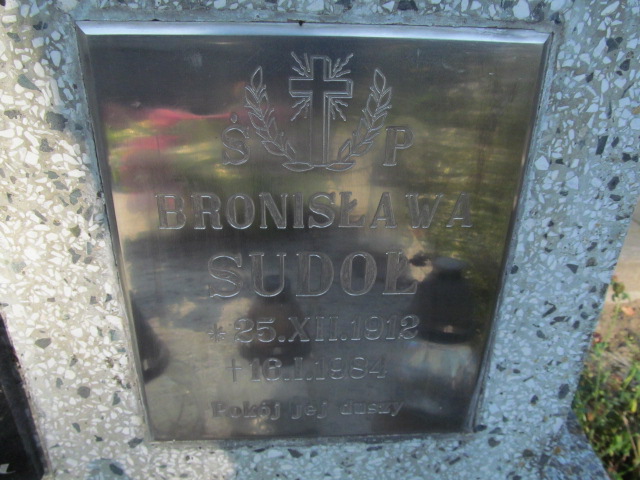 Ś P
BRONISŁAWA
SUDOŁ
* 25.XII.1912
+ 16.I.1984
Pokój jej duszy